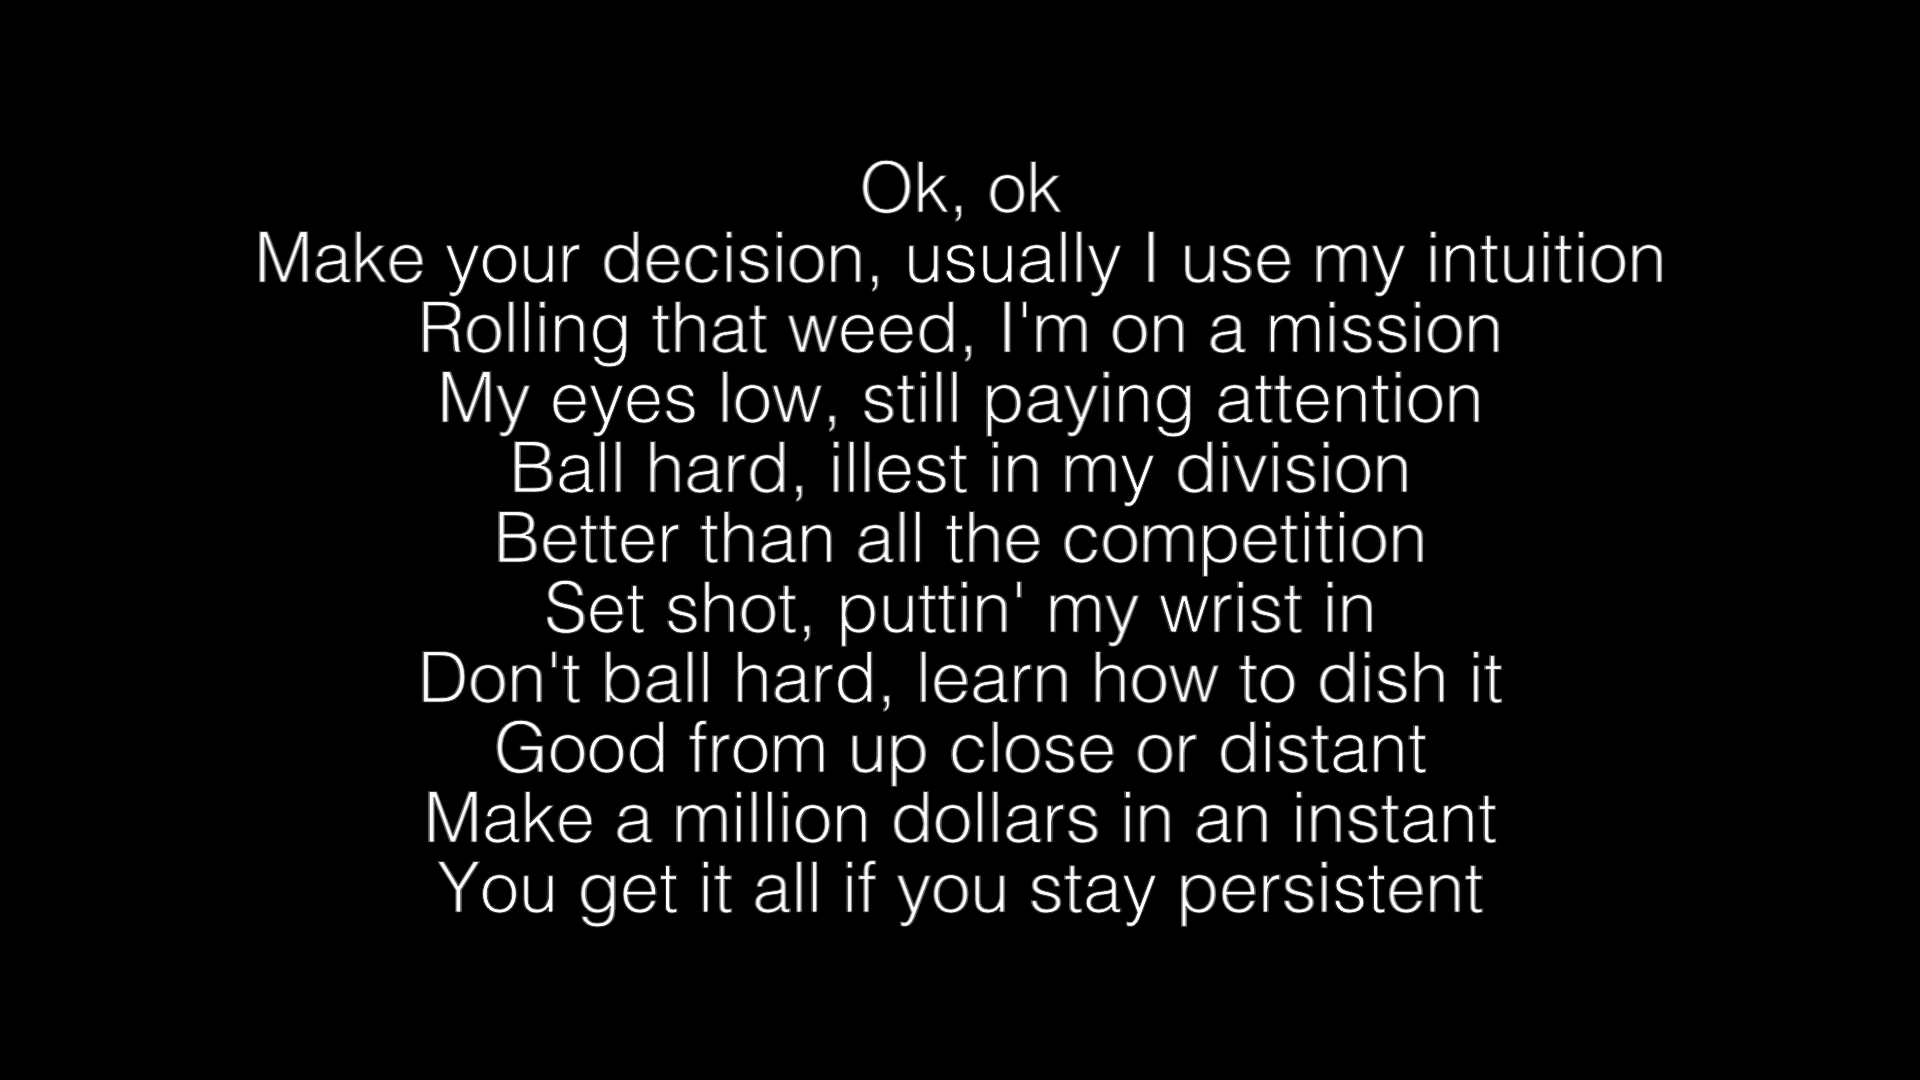 Ok, ok
Make your decision, usually I use my intuition
Rolling that weed, I'm on a mission
My eyes low, still paying attention
Ball hard, illest in my division
Better than all the competition
Set shot, puttin' my wrist in
Don't ball hard, learn how to dish it
Good from up close or distant
Make a million dollars in an instant
You get it all if you stay persistent